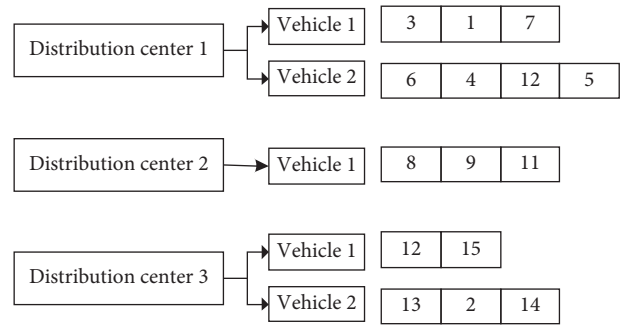 Distribution center 1
Vehicle 1 3 1 7
Vehicle 2 6 4 12 5
Distribution center 2
Vehicle 1 8 9 11
Distribution center 3
Vehicle 1 12 15
Vehicle 2 13 2 14